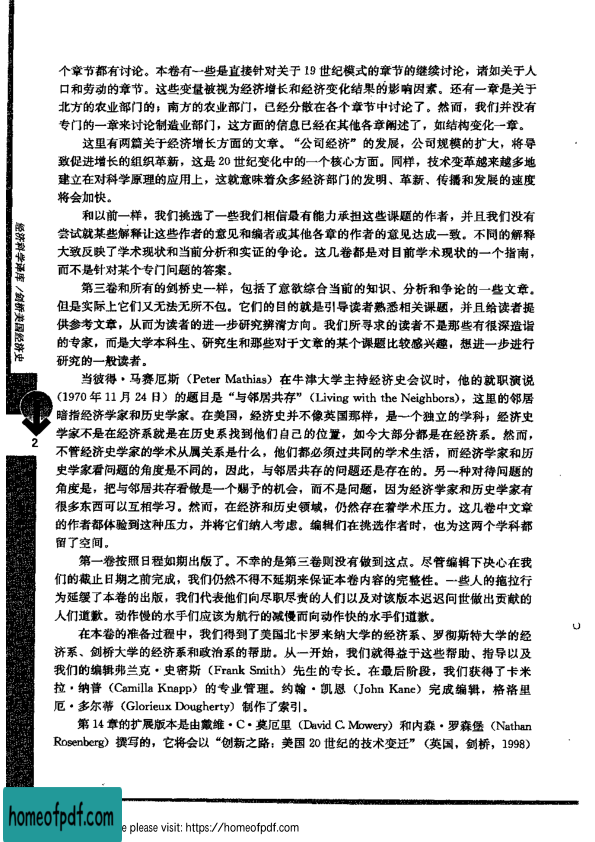 个章节都有讨论。本卷有一些是直接针对关于 19 世纪模式的章节的继续讨论，诸如关于人
口和劳动的章节。这些变量被视为经济增长和经济变化结果的影响因素。还有一章是关于
北方的农业部门的；南方的农业部门，已经分散在各个章节中讨论了。然而，我们并没有
专门的一章来讨论制造业部门，这方面的信息已经在其他各章阐述了，如结构变化一章。
这里有两篇关于经济增长方面的文章。“公司经济”的发展，公司规模的扩大，将导
致促进增长的组织革新，这是 20 世纪变化中的一个核心方面。同样，技术变革越来越多地
建立在对科学原理的应用上，这就意味着众多经济部门的发明、革新、传播和发展的速度
将会加快。
和以前一样，我们挑选了一些我们相信最有能力承担这些课题的作者，并且我们没有
尝试就某些解释让这些作者的意见和编者或其他各章的作者的意见达成一致。不同的解释
大致反映了学术现状和当前分析和实证的争论。这几卷都是对目前学术现状的一个指南，
而不是针对某个专门问题的答案。
第三卷和所有的剑桥史一样，包括了意欲综合当前的知识、分析和争论的一些文章。
但是实际上它们又无法无所不包。它们的目的就是引导读者熟悉相关课题，并且给读者提
供参考文章，从而为读者的进一步研究辨清方向。我们所寻求的读者不是那些有很深造诣
的专家，而是大学本科生、研究生和那些对于文章的某个课题比较感兴趣，想进一步进行
研究的一般读者。
当彼得·马赛厄斯（Peter Mathias）在牛津大学主持经济史会议时，他的就职演说
（1970 年 11 月 24 日）的题目是“与邻居共存”（Living with the Neighbors），这里的邻居
暗指经济学家和历史学家。在美国，经济史并不像英国那样，是一个独立的学科；经济史
学家不是在经济系就是在历史系找到他们自己的位置，如今大部分都是在经济系。然而，
不管经济史学家的学术从属关系是什么，他们都必须过共同的学术生活，而经济学家和历
史学家看问题的角度是不同的，因此，与邻居共存的问题还是存在的。另一种对待问题的
角度是，把与邻居共存看做是一个赐予的机会，而不是问题，因为经济学家和历史学家有
很多东西可以互相学习。然而，在经济和历史领域，仍然存在着学术压力。这几卷中文章
的作者都体验到这种压力，并将它们纳入考虑。编辑们在挑选作者时，也为这两个学科都
留了空间。
第一卷按照日程如期出版了。不幸的是第三卷则没有做到这点。尽管编辑下决心在我
们的截止日期之前完成，我们仍然不得不延期来保证本卷内容的完整性。一些人的拖拉行
为延缓了本卷的出版，我们代表他们向尽职尽责的人们以及对该版本迟迟问世做出贡献的
人们道歉。动作慢的水手们应该为航行的减慢而向动作快的水手们道歉。
在本卷的准备过程中，我们得到了美国北卡罗来纳大学的经济系、罗彻斯特大学的经
济系、剑桥大学的经济系和政治系的帮助。从一开始，我们就得益于这些帮助、指导以及
我们的编辑弗兰克·史密斯（Frank Smith）先生的专长。在最后阶段，我们获得了卡米
拉·纳普（Camilla Knapp）的专业管理。约翰·凯恩（John Kane）完成编辑，格洛里
厄·多尔蒂（Glorieux Dougherty）制作了索引。
第 14 章的扩展版本是由戴维·C·莫厄里（David C. Mowery）和内森·罗森堡（Nathan
Rosenberg）撰写的，它将会以“创新之路：美国 20 世纪的技术变迁”（英国，剑桥，1998）
经济科学译库/剑桥美国经济史
2
homeofpdf.com
e please visit: https://homeofpdf.com